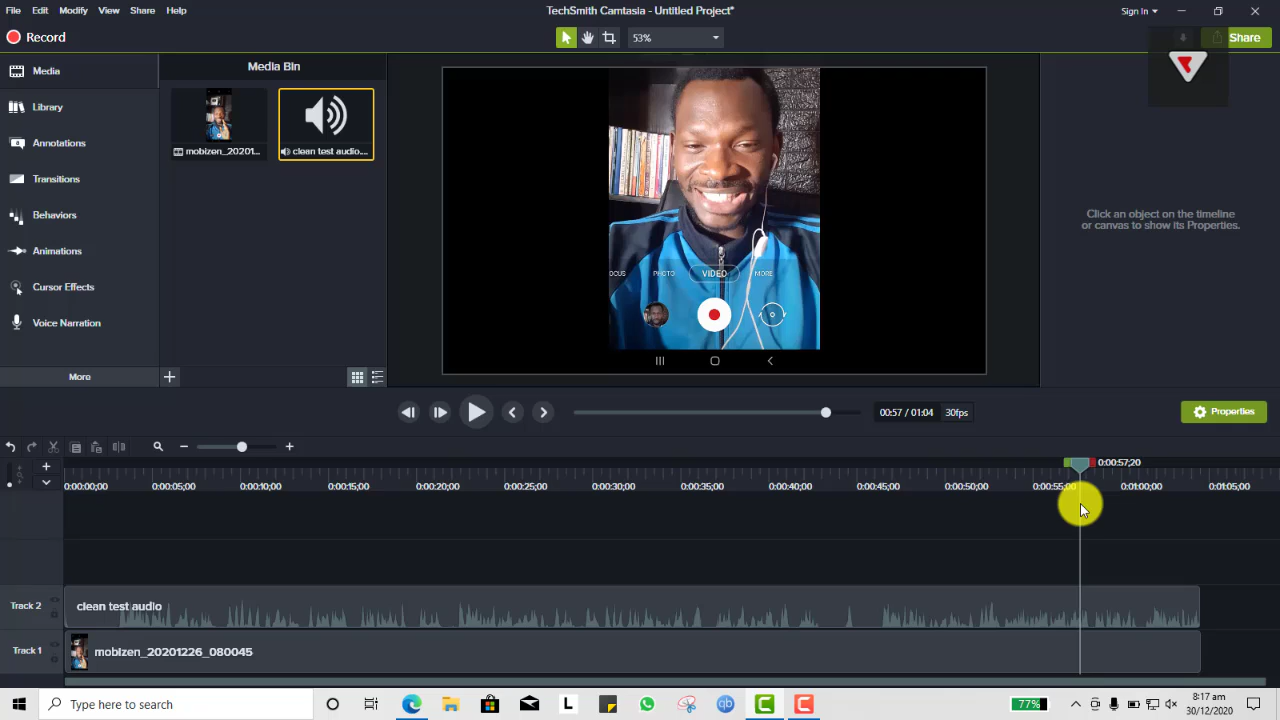 File Edit Modify View Share Help
TechSmith Camtasia - Untitled Project*
Sign In
Record
53%
Share
Media
Library
Annotations
Transitions
Behaviors
Animations
Cursor Effects
Voice Narration
More
Media Bin
mobizen_20201...
clean test audio....
OCUS PHOTO VIDEO MORE
Click an object on the timeline
or canvas to show its Properties.
00:57 / 01:04 30fps
Properties
0:00:57;20
0:00:00;00 0:00:05;00 0:00:10;00 0:00:15;00 0:00:20;00 0:00:25;00 0:00:30;00 0:00:35;00 0:00:40;00 0:00:45;00 0:00:50;00 0:00:55;00 0:01:00;00 0:01:05;00
Track 2
clean test audio
Track 1
mobizen_20201226_080045
Type here to search
L
qb
C
C
77%
8:17 am
30/12/2020